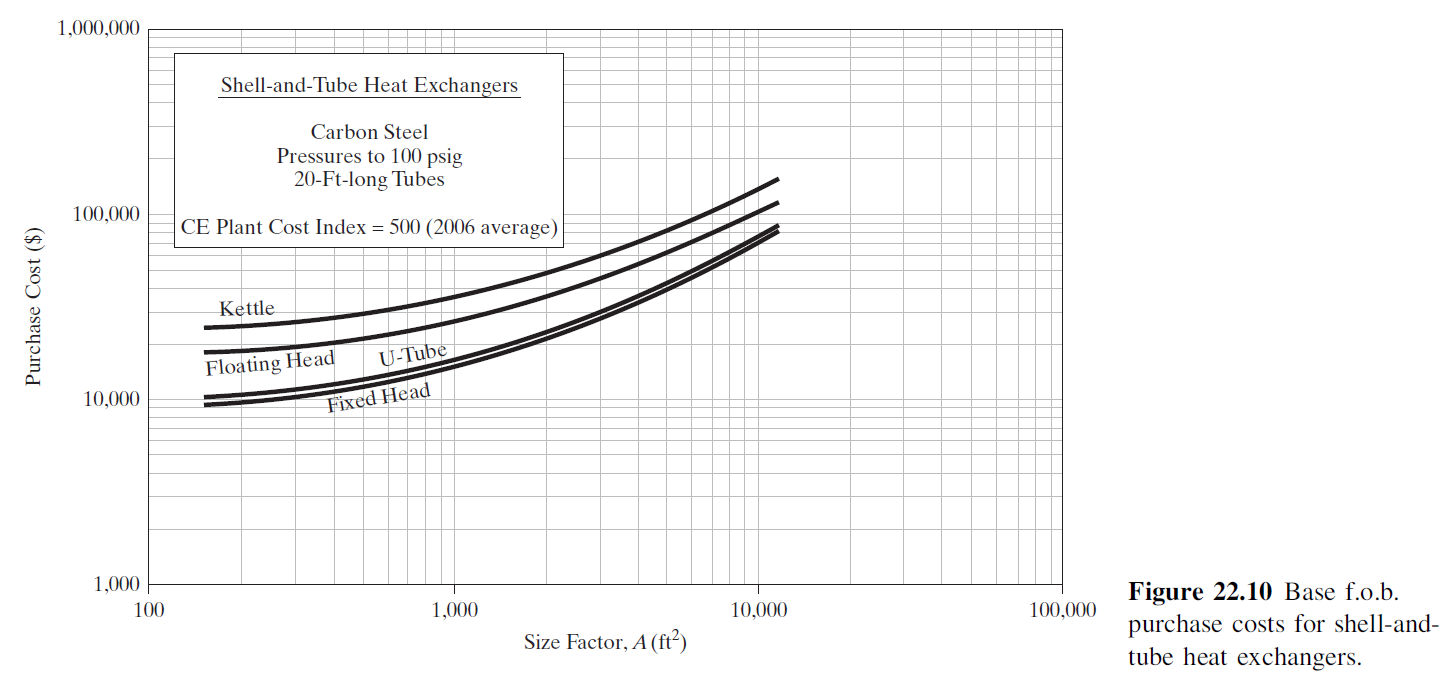 1,000,000
Shell-and-Tube Heat Exchangers
Carbon Steel
Pressures to 100 psig
20-Ft-long Tubes
CE Plant Cost Index = 500 (2006 average)
100,000
Purchase Cost ($)
Kettle
Floating Head
U-Tube
Fixed Head
10,000
1,000
100
1,000
10,000
100,000
Size Factor, A (ft²)
Figure 22.10 Base f.o.b.
purchase costs for shell-and-
tube heat exchangers.